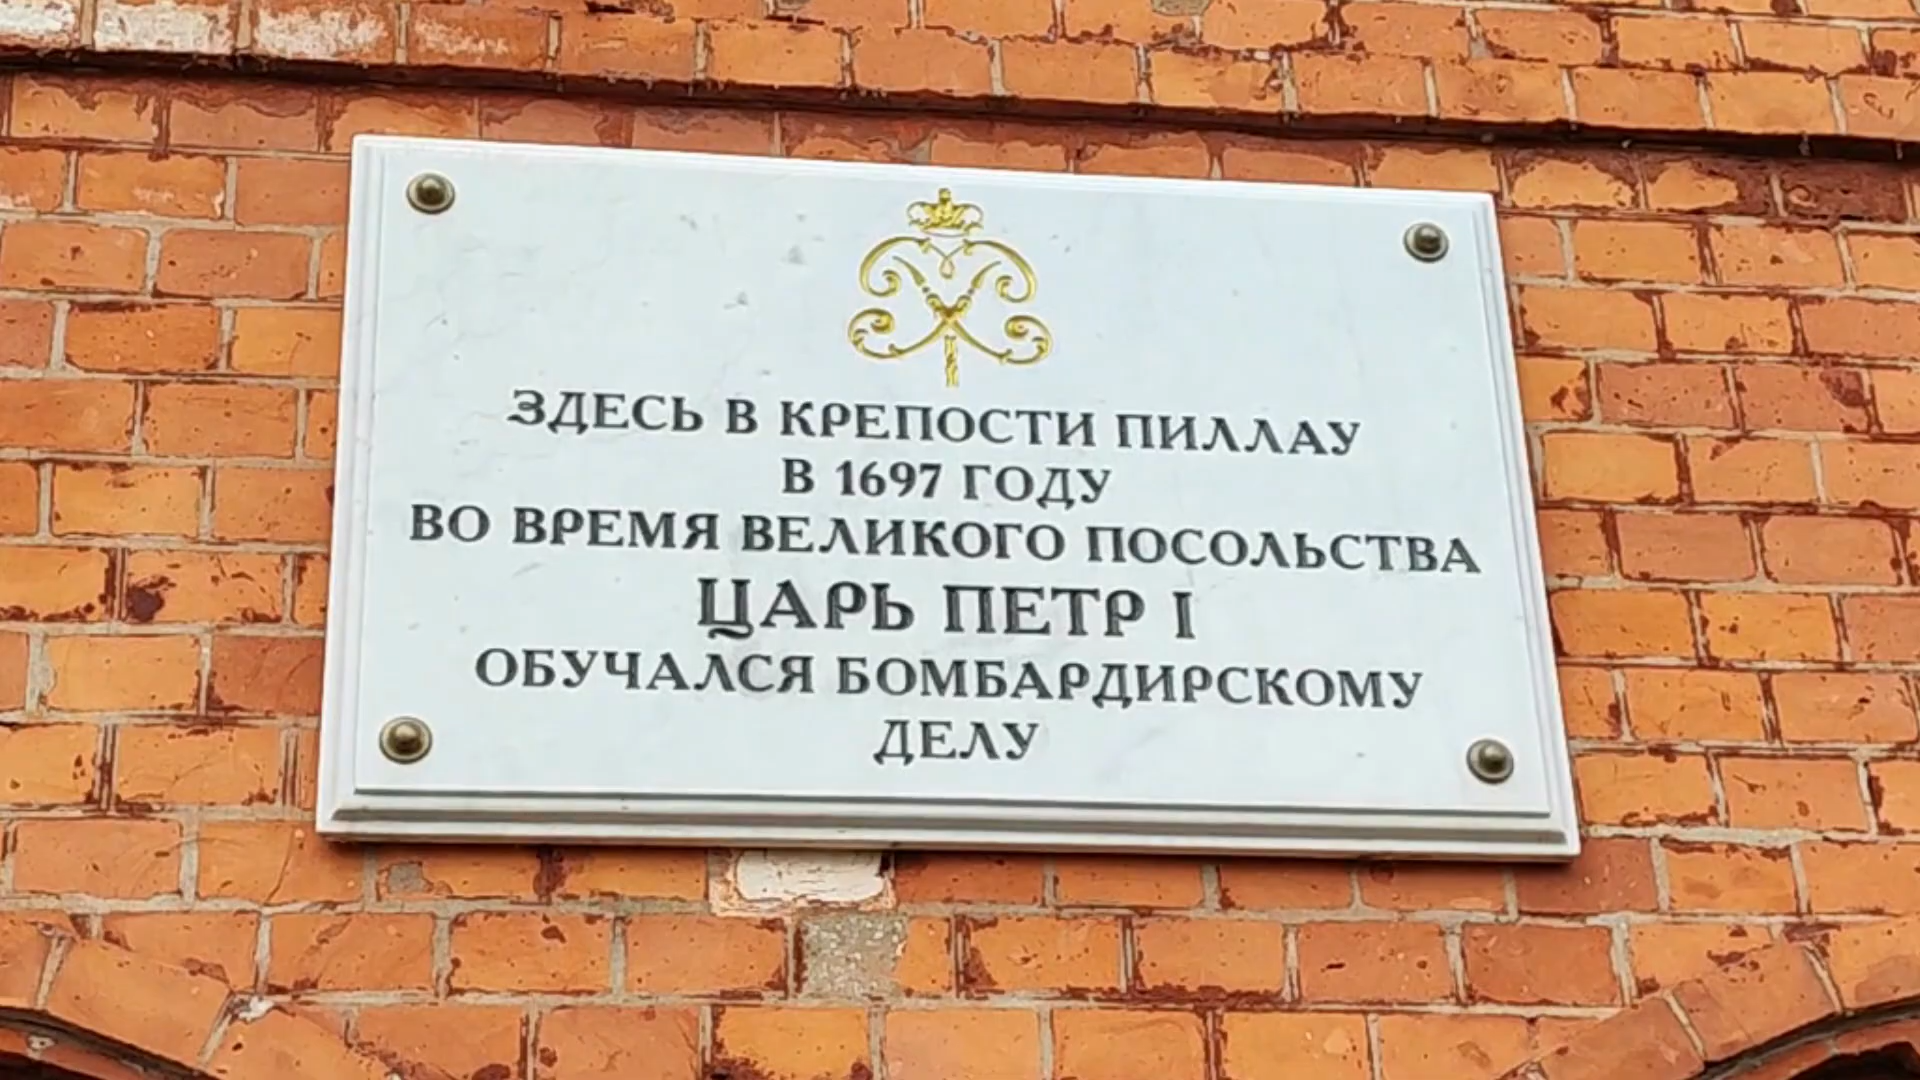 ЗДЕСЬ В КРЕПОСТИ ПИЛЛАУ
В 1697 ГОДУ
ВО ВРЕМЯ ВЕЛИКОГО ПОСОЛЬСТВА
ЦАРЬ ПЕТР I
ОБУЧАЛСЯ БОМБАРДИРСКОМУ
ДЕЛУ